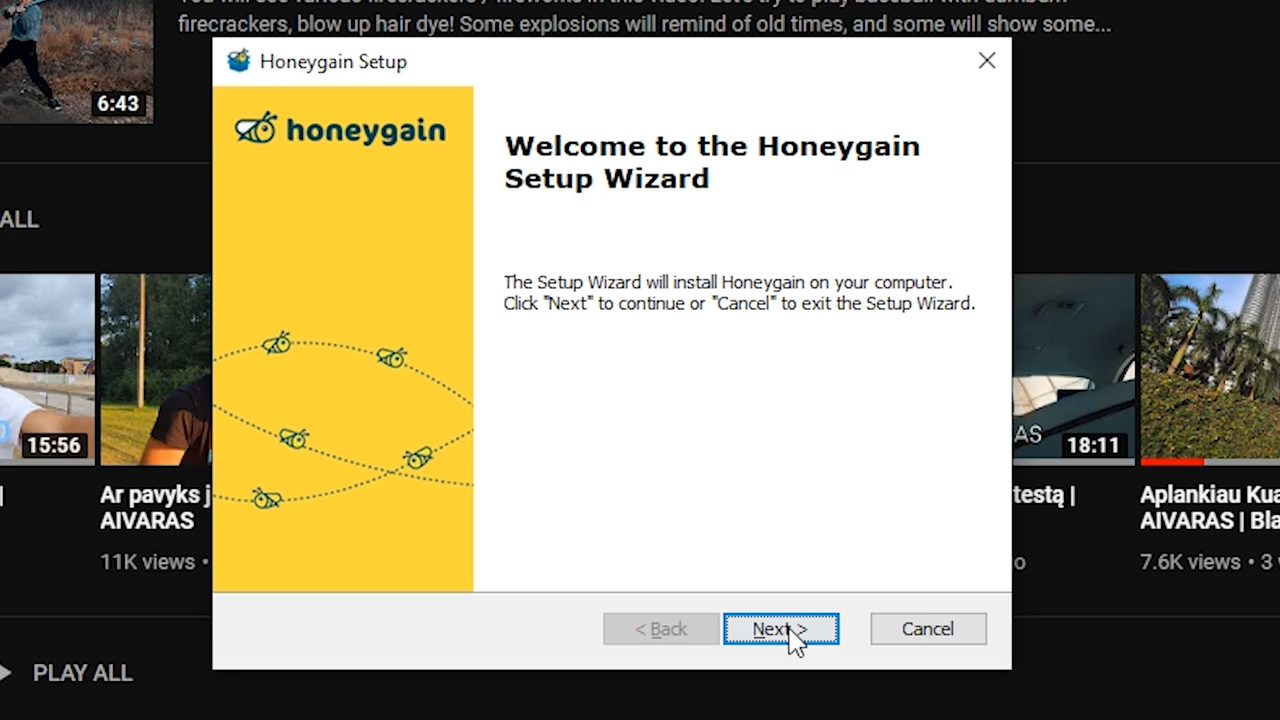 firecrackers, blow up hair dye! Some explosions will remind of old times, and some will show some...
Honeygain Setup
6:43
honeygain
Welcome to the Honeygain
Setup Wizard
ALL
The Setup Wizard will install Honeygain on your computer.
Click "Next" to continue or "Cancel" to exit the Setup Wizard.
15:56
AS
18:11
Ar pavyks j
AIVARAS
testą |
Aplankiau Kua
AIVARAS | Bla
11K views •
o
7.6K views • 3
< Back
Next >
Cancel
PLAY ALL